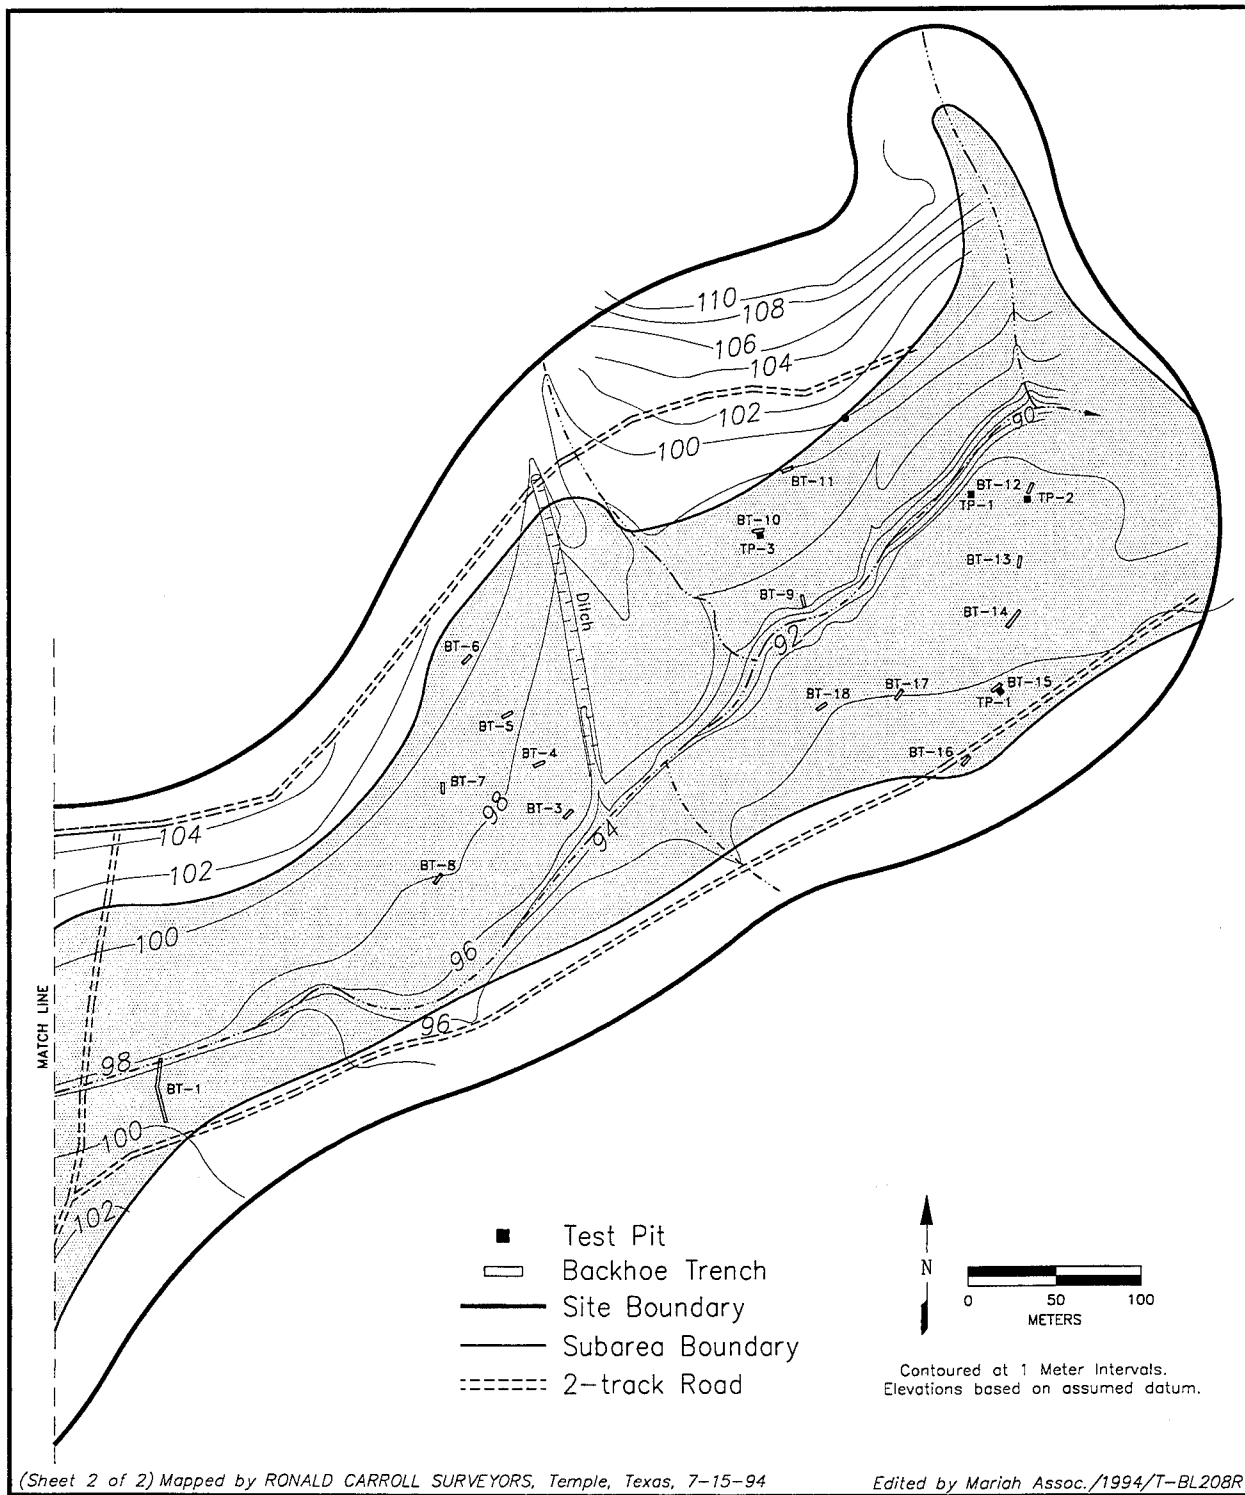 110
108
106
104
102
100
90
BT-12
TP-1
TP-2
BT-11
BT-10
TP-3
BT-13
BT-9
BT-14
92
Ditch
BT-6
BT-15
TP-1
BT-17
BT-18
BT-5
BT-16
BT-4
BT-7
98
BT-3
94
104
102
BT-8
100
96
MATCH LINE
96
98
BT-1
100
102
Test Pit
Backhoe Trench
Site Boundary
Subarea Boundary
2-track Road
N
0 50 100
METERS
Contoured at 1 Meter Intervals.
Elevations based on assumed datum.
(Sheet 2 of 2) Mapped by RONALD CARROLL SURVEYORS, Temple, Texas, 7-15-94
Edited by Mariah Assoc./1994/T-BL208R